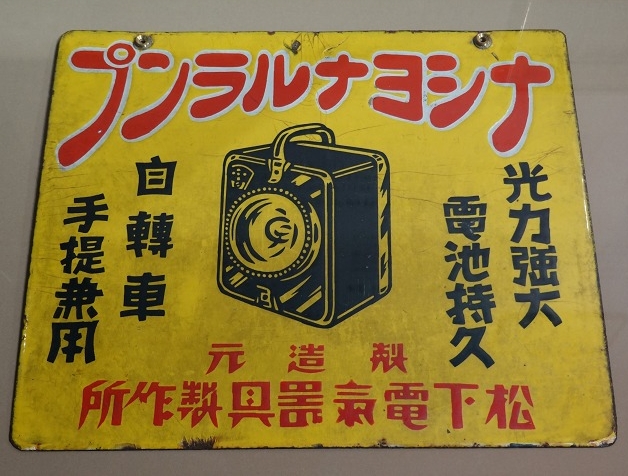 ナシヨナルランプ
光力強大
電池持久
自轉車
手提兼用
製造元
松下電氣器具製作所